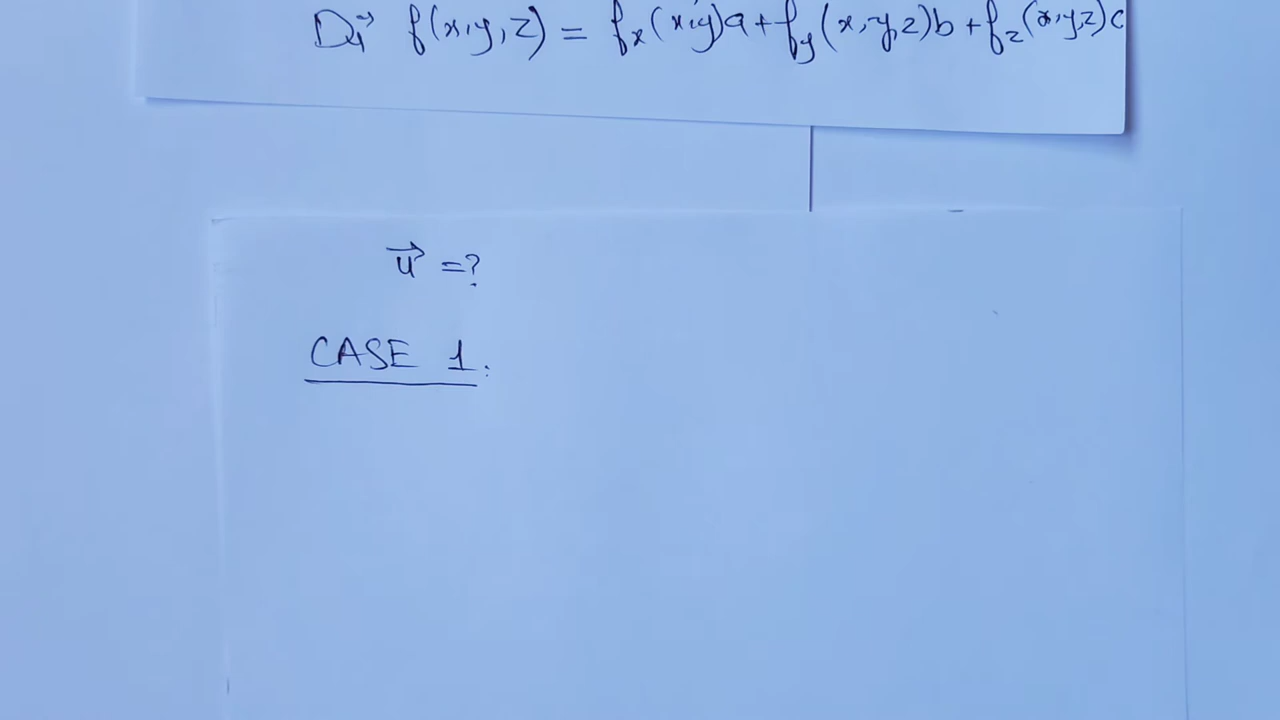 D_u⃗ f(x,y,z) = f_x(x,y)a + f_y(x,y,z)b + f_z(x,y,z)c
u⃗ =?
CASE 1: